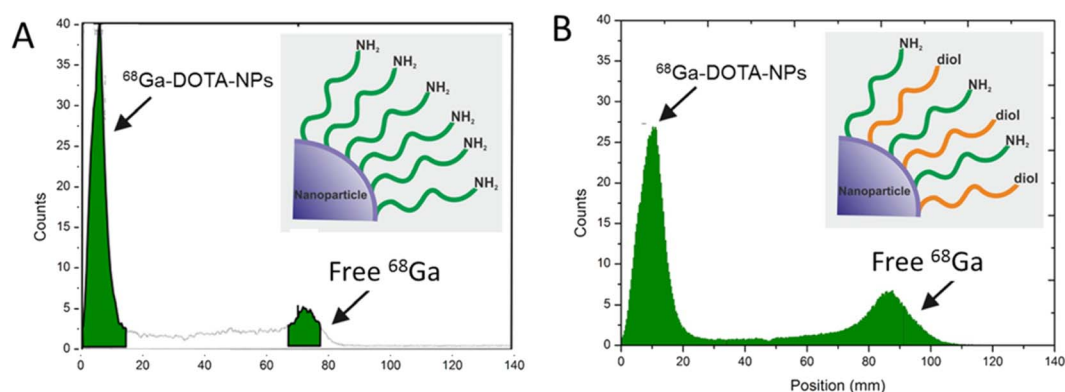 A
40
35
30
25
20
15
10
5
0
Counts
0 20 40 60 80 100 120 139
⁶⁸Ga-DOTA-NPs
Free ⁶⁸Ga
NH₂
NH₂
NH₂
NH₂
NH₂
NH₂
Nanoparticle
B
40
35
30
25
20
15
10
5
0
Counts
0 20 40 60 80 100 120 140
Position (mm)
⁶⁸Ga-DOTA-NPs
Free ⁶⁸Ga
NH₂
diol
NH₂
diol
NH₂
diol
Nanoparticle